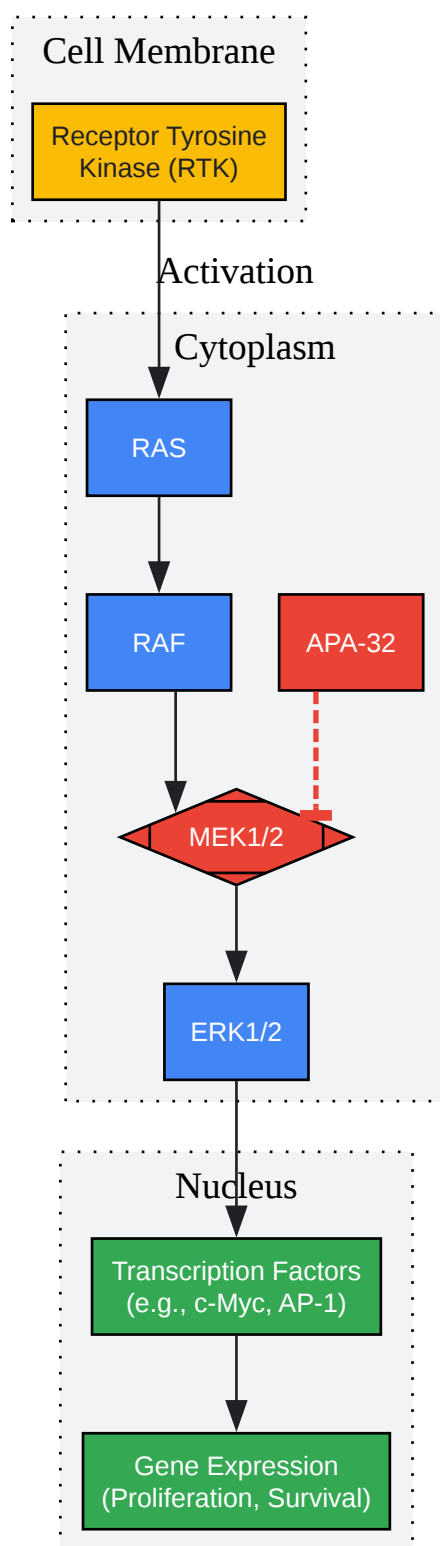 Cell Membrane
Receptor Tyrosine
Kinase (RTK)
Activation
Cytoplasm
RAS
RAF
APA-32
MEK1/2
ERK1/2
Nucleus
Transcription Factors
(e.g., c-Myc, AP-1)
Gene Expression
(Proliferation, Survival)